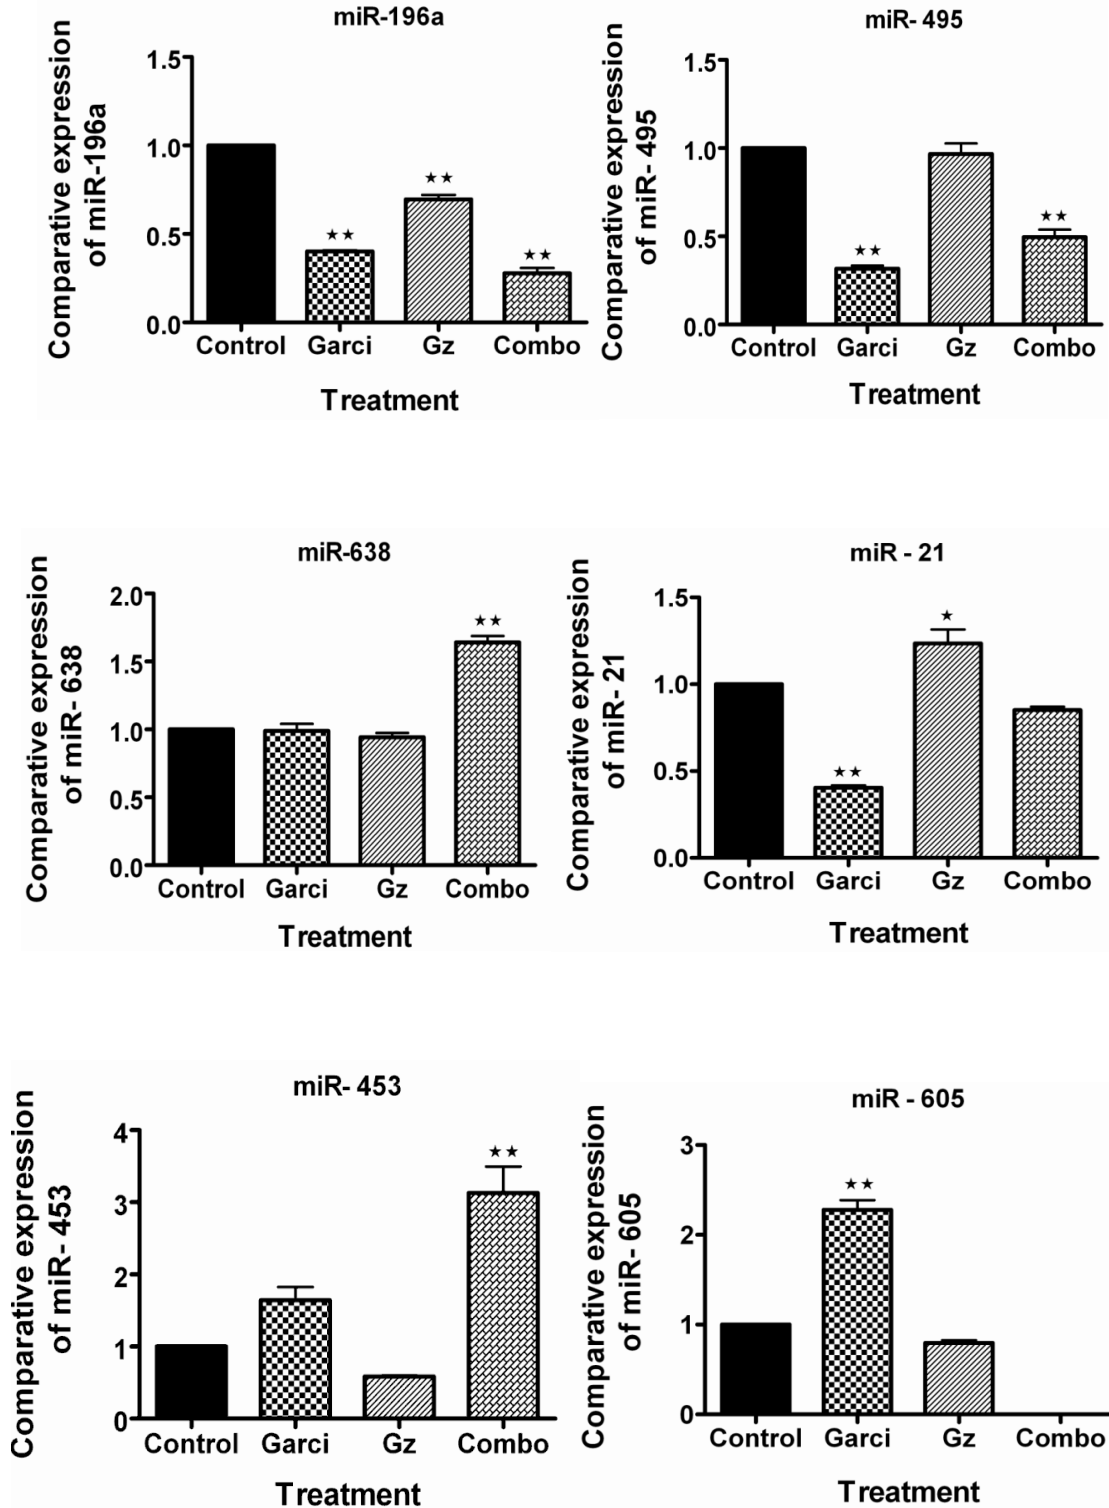 miR-196a
Comparative expression
of miR-196a
1.5
1.0
0.5
0.0
★★
★★
★★
Control Garci Gz Combo
Treatment
miR- 495
Comparative expression
of miR- 495
1.5
1.0
0.5
0.0
★★
★★
Control Garci Gz Combo
Treatment
miR-638
Comparative expression
of miR- 638
2.0
1.5
1.0
0.5
0.0
★★
Control Garci Gz Combo
Treatment
miR - 21
Comparative expression
of miR- 21
1.5
1.0
0.5
0.0
★★
★
Control Garci Gz Combo
Treatment
miR- 453
Comparative expression
of miR- 453
4
3
2
1
0
★★
Control Garci Gz Combo
Treatment
miR - 605
Comparative expression
of miR- 605
3
2
1
0
★★
Control Garci Gz Combo
Treatment